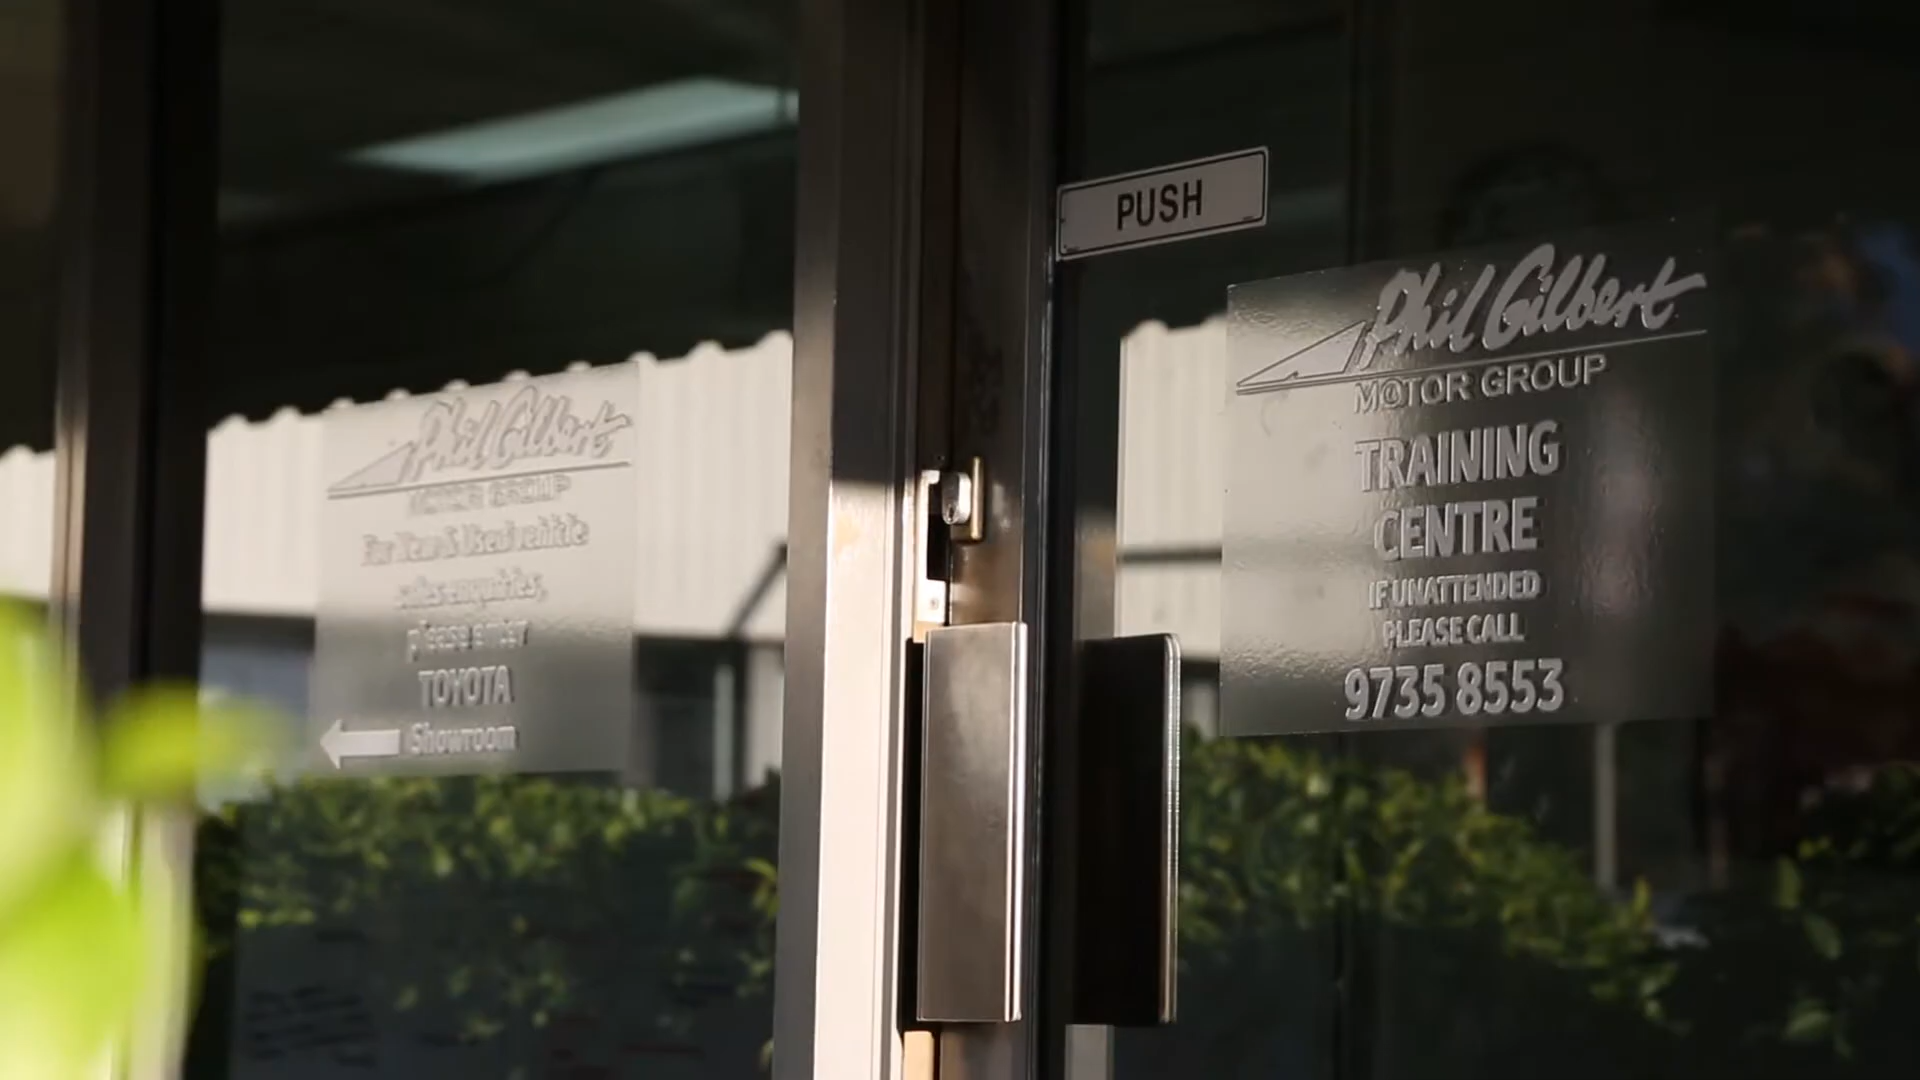 PUSH
Phil Gilbert
MOTOR GROUP
TRAINING
CENTRE
IF UNATTENDED
PLEASE CALL
9735 8553
Phil Gilbert
MOTOR GROUP
For New & Used vehicle
sales enquiries,
please enter
TOYOTA
Showroom